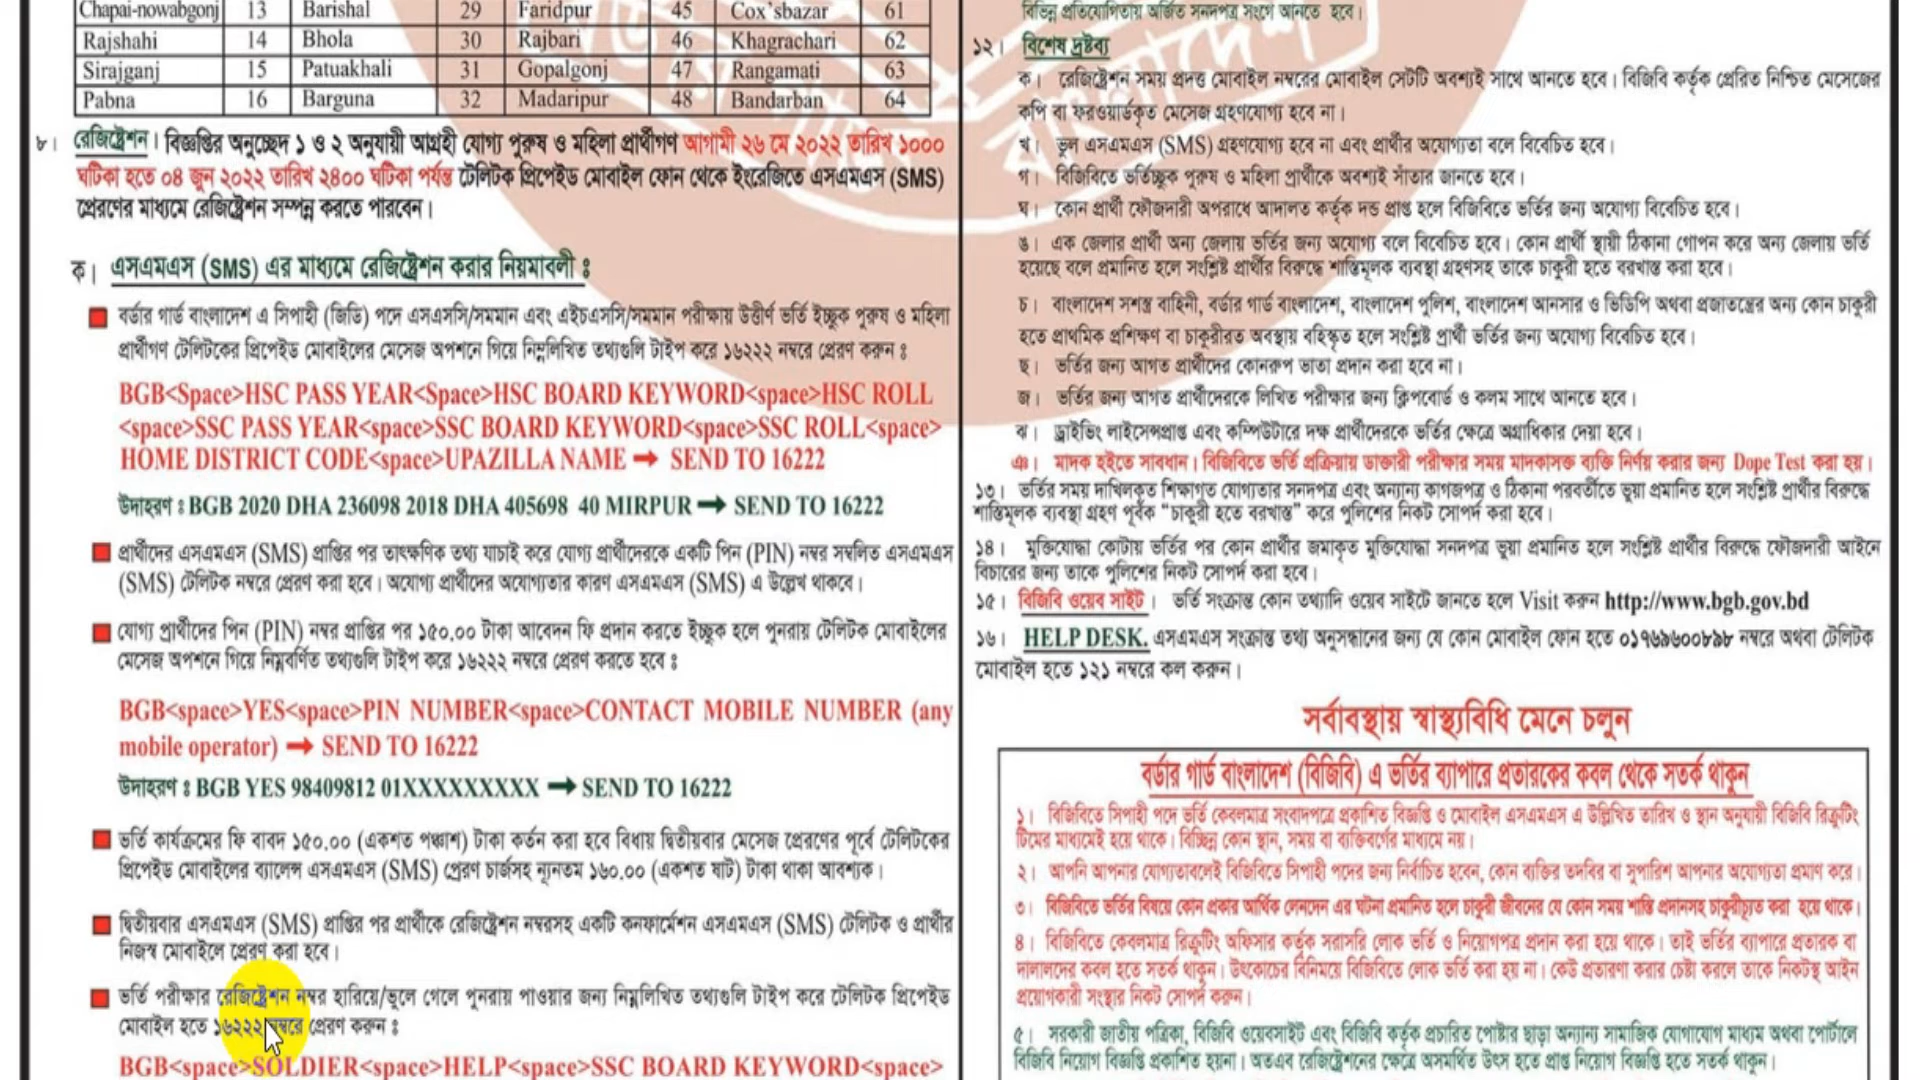 Chapai-nowabgonj 13 Barishal 29 Faridpur 45 Cox'sbazar 61
Rajshahi 14 Bhola 30 Rajbari 46 Khagrachari 62
Sirajganj 15 Patuakhali 31 Gopalgonj 47 Rangamati 63
Pabna 16 Barguna 32 Madaripur 48 Bandarban 64
৮। রেজিষ্ট্রেশন। বিজ্ঞপ্তির অনুচ্ছেদ ১ ও ২ অনুযায়ী আগ্রহী যোগ্য পুরুষ ও মহিলা প্রার্থীগণ আগামী ২৬ মে ২০২২ তারিখ ১০০০
ঘটিকা হতে ০৪ জুন ২০২২ তারিখ ২৪০০ ঘটিকা পর্যন্ত টেলিটক প্রিপেইড মোবাইল ফোন থেকে ইংরেজিতে এসএমএস (SMS)
প্রেরণের মাধ্যমে রেজিষ্ট্রেশন সম্পন্ন করতে পারবেন।
ক। এসএমএস (SMS) এর মাধ্যমে রেজিষ্ট্রেশন করার নিয়মাবলী ঃ
বর্ডার গার্ড বাংলাদেশ এ সিপাহী (জিডি) পদে এসএসসি/সমমান এবং এইচএসসি/সমমান পরীক্ষায় উত্তীর্ণ ভর্তি ইচ্ছুক পুরুষ ও মহিলা
প্রার্থীগণ টেলিটকের প্রিপেইড মোবাইলের মেসেজ অপশনে গিয়ে নিম্নলিখিত তথ্যগুলি টাইপ করে ১৬২২২ নম্বরে প্রেরণ করুন ঃ
BGB<Space>HSC PASS YEAR<Space>HSC BOARD KEYWORD<space>HSC ROLL
<space>SSC PASS YEAR<space>SSC BOARD KEYWORD<space>SSC ROLL<space>
HOME DISTRICT CODE<space>UPAZILLA NAME ➞ SEND TO 16222
উদাহরণ ঃ BGB 2020 DHA 236098 2018 DHA 405698 40 MIRPUR ➞ SEND TO 16222
প্রার্থীদের এসএমএস (SMS) প্রাপ্তির পর তাৎক্ষণিক তথ্য যাচাই করে যোগ্য প্রার্থীদেরকে একটি পিন (PIN) নম্বর সম্বলিত এসএমএস
(SMS) টেলিটক নম্বরে প্রেরণ করা হবে। অযোগ্য প্রার্থীদের অযোগ্যতার কারণ এসএমএস (SMS) এ উল্লেখ থাকবে।
যোগ্য প্রার্থীদের পিন (PIN) নম্বর প্রাপ্তির পর ১৫০.০০ টাকা আবেদন ফি প্রদান করতে ইচ্ছুক হলে পুনরায় টেলিটক মোবাইলের
মেসেজ অপশনে গিয়ে নিম্নবর্ণিত তথ্যগুলি টাইপ করে ১৬২২২ নম্বরে প্রেরণ করতে হবে ঃ
BGB<space>YES<space>PIN NUMBER<space>CONTACT MOBILE NUMBER (any
mobile operator) ➞ SEND TO 16222
উদাহরণ ঃ BGB YES 98409812 01XXXXXXXXX ➞ SEND TO 16222
ভর্তি কার্যক্রমের ফি বাবদ ১৫০.০০ (একশত পঞ্চাশ) টাকা কর্তন করা হবে বিধায় দ্বিতীয়বার মেসেজ প্রেরণের পূর্বে টেলিটকের
প্রিপেইড মোবাইলের ব্যালেন্স এসএমএস (SMS) প্রেরণ চার্জসহ ন্যূনতম ১৬০.০০ (একশত ষাট) টাকা থাকা আবশ্যক।
দ্বিতীয়বার এসএমএস (SMS) প্রাপ্তির পর প্রার্থীকে রেজিষ্ট্রেশন নম্বরসহ একটি কনফার্মেশন এসএমএস (SMS) টেলিটক ও প্রার্থীর
নিজস্ব মোবাইলে প্রেরণ করা হবে।
ভর্তি পরীক্ষার রেজিষ্ট্রেশন নম্বর হারিয়ে/ভুলে গেলে পুনরায় পাওয়ার জন্য নিম্নলিখিত তথ্যগুলি টাইপ করে টেলিটক প্রিপেইড
মোবাইল হতে ১৬২২২ নম্বরে প্রেরণ করুন ঃ
BGB<space>SOLDIER<space>HELP<space>SSC BOARD KEYWORD<space>
বিভিন্ন প্রতিযোগিতায় অর্জিত সনদপত্র সংগে আনতে হবে।
১২। বিশেষ দ্রষ্টব্য
ক। রেজিষ্ট্রেশন সময় প্রদত্ত মোবাইল নম্বরের মোবাইল সেটটি অবশ্যই সাথে আনতে হবে। বিজিবি কর্তৃক প্রেরিত নিশ্চিত মেসেজের
কপি বা ফরওয়ার্ডকৃত মেসেজ গ্রহণযোগ্য হবে না।
খ। ভুল এসএমএস (SMS) গ্রহণযোগ্য হবে না এবং প্রার্থীর অযোগ্যতা বলে বিবেচিত হবে।
গ। বিজিবিতে ভর্তিচ্ছুক পুরুষ ও মহিলা প্রার্থীকে অবশ্যই সাঁতার জানতে হবে।
ঘ। কোন প্রার্থী ফৌজদারী অপরাধে আদালত কর্তৃক দন্ড প্রাপ্ত হলে বিজিবিতে ভর্তির জন্য অযোগ্য বিবেচিত হবে।
ঙ। এক জেলার প্রার্থী অন্য জেলায় ভর্তির জন্য অযোগ্য বলে বিবেচিত হবে। কোন প্রার্থী স্থায়ী ঠিকানা গোপন করে অন্য জেলায় ভর্তি
হয়েছে বলে প্রমানিত হলে সংশ্লিষ্ট প্রার্থীর বিরুদ্ধে শাস্তিমূলক ব্যবস্থা গ্রহণসহ তাকে চাকুরী হতে বরখাস্ত করা হবে।
চ। বাংলাদেশ সশস্ত্র বাহিনী, বর্ডার গার্ড বাংলাদেশ, বাংলাদেশ পুলিশ, বাংলাদেশ আনসার ও ভিডিপি অথবা প্রজাতন্ত্রের অন্য কোন চাকুরী
হতে প্রাথমিক প্রশিক্ষণ বা চাকুরীরত অবস্থায় বহিস্কৃত হলে সংশ্লিষ্ট প্রার্থী ভর্তির জন্য অযোগ্য বিবেচিত হবে।
ছ। ভর্তির জন্য আগত প্রার্থীদের কোনরুপ ভাতা প্রদান করা হবে না।
জ। ভর্তির জন্য আগত প্রার্থীদেরকে লিখিত পরীক্ষার জন্য ক্লিপবোর্ড ও কলম সাথে আনতে হবে।
ঝ। ড্রাইভিং লাইসেন্সপ্রাপ্ত এবং কম্পিউটারে দক্ষ প্রার্থীদেরকে ভর্তির ক্ষেত্রে অগ্রাধিকার দেয়া হবে।
ঞ। মাদক হইতে সাবধান। বিজিবিতে ভর্তি প্রক্রিয়ায় ডাক্তারী পরীক্ষার সময় মাদকাসক্ত ব্যক্তি নির্ণয় করার জন্য Dope Test করা হয়।
১৩। ভর্তির সময় দাখিলকৃত শিক্ষাগত যোগ্যতার সনদপত্র এবং অন্যান্য কাগজপত্র ও ঠিকানা পরবর্তীতে ভুয়া প্রমানিত হলে সংশ্লিষ্ট প্রার্থীর বিরুদ্ধে
শাস্তিমূলক ব্যবস্থা গ্রহণ পূর্বক “চাকুরী হতে বরখাস্ত” করে পুলিশের নিকট সোপর্দ করা হবে।
১৪। মুক্তিযোদ্ধা কোটায় ভর্তির পর কোন প্রার্থীর জমাকৃত মুক্তিযোদ্ধা সনদপত্র ভুয়া প্রমানিত হলে সংশ্লিষ্ট প্রার্থীর বিরুদ্ধে ফৌজদারী আইনে
বিচারের জন্য তাকে পুলিশের নিকট সোপর্দ করা হবে।
১৫। বিজিবি ওয়েব সাইট। ভর্তি সংক্রান্ত কোন তথ্যাদি ওয়েব সাইটে জানতে হলে Visit করুন http://www.bgb.gov.bd
১৬। HELP DESK. এসএমএস সংক্রান্ত তথ্য অনুসন্ধানের জন্য যে কোন মোবাইল ফোন হতে ০১৭৬৯৬০০৮৯৮ নম্বরে অথবা টেলিটক
মোবাইল হতে ১২১ নম্বরে কল করুন।
সর্বাবস্থায় স্বাস্থ্যবিধি মেনে চলুন
বর্ডার গার্ড বাংলাদেশ (বিজিবি) এ ভর্তির ব্যাপারে প্রতারকের কবল থেকে সতর্ক থাকুন
১। বিজিবিতে সিপাহী পদে ভর্তি কেবলমাত্র সংবাদপত্রে প্রকাশিত বিজ্ঞপ্তি ও মোবাইল এসএমএস এ উল্লিখিত তারিখ ও স্থান অনুযায়ী বিজিবি রিক্রুটিং
টিমের মাধ্যমেই হয়ে থাকে। বিচ্ছিন্ন কোন স্থান, সময় বা ব্যক্তিবর্গের মাধ্যমে নয়।
২। আপনি আপনার যোগ্যতাবলেই বিজিবিতে সিপাহী পদের জন্য নির্বাচিত হবেন, কোন ব্যক্তির তদবির বা সুপারিশ আপনার অযোগ্যতা প্রমাণ করে।
৩। বিজিবিতে ভর্তির বিষয়ে কোন প্রকার আর্থিক লেনদেন এর ঘটনা প্রমানিত হলে চাকুরী জীবনের যে কোন সময় শাস্তি প্রদানসহ চাকুরীচ্যুত করা হয়ে থাকে।
৪। বিজিবিতে কেবলমাত্র রিক্রুটিং অফিসার কর্তৃক সরাসরি লোক ভর্তি ও নিয়োগপত্র প্রদান করা হয়ে থাকে। তাই ভর্তির ব্যাপারে প্রতারক বা
দালালদের কবল হতে সতর্ক থাকুন। উৎকোচের বিনিময়ে বিজিবিতে লোক ভর্তি করা হয় না। কেউ প্রতারণা করার চেষ্টা করলে তাকে নিকটস্থ আইন
প্রয়োগকারী সংস্থার নিকট সোপর্দ করুন।
৫। সরকারী জাতীয় পত্রিকা, বিজিবি ওয়েবসাইট এবং বিজিবি কর্তৃক প্রচারিত পোষ্টার ছাড়া অন্যান্য সামাজিক যোগাযোগ মাধ্যম অথবা পোর্টালে
বিজিবি নিয়োগ বিজ্ঞপ্তি প্রকাশিত হয়না। অতএব রেজিষ্ট্রেশনের ক্ষেত্রে অসমর্থিত উৎস হতে প্রাপ্ত নিয়োগ বিজ্ঞপ্তি হতে সতর্ক থাকুন।